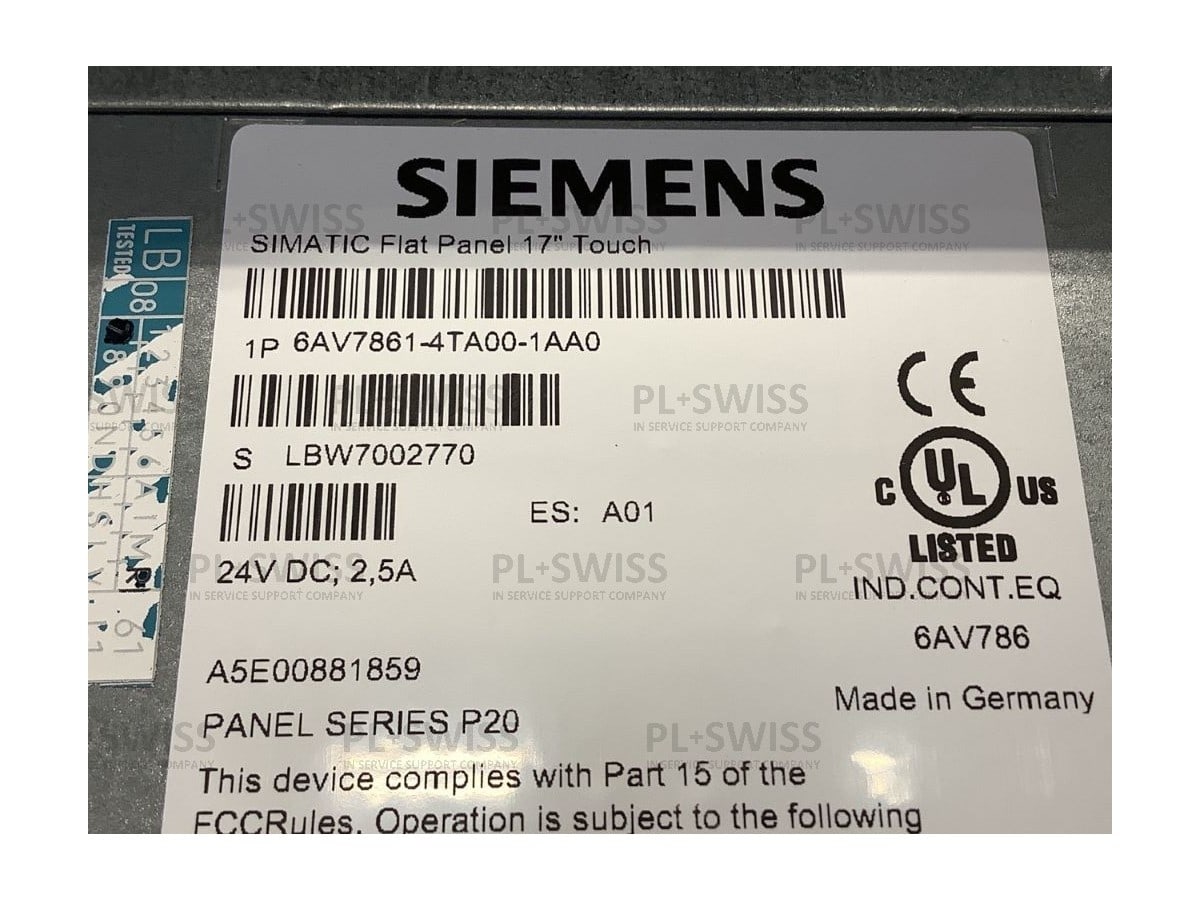 SIEMENS
SIMATIC Flat Panel 17" Touch
1P 6AV7861-4TA00-1AA0
S LBW7002770
ES: A01
24V DC; 2,5A
C UL US
LISTED
IND.CONT.EQ
6AV786
A5E00881859
Made in Germany
PANEL SERIES P20
This device complies with Part 15 of the
FCCRules. Operation is subject to the following
LB
TESTED
08
PL+SWISS
IN SERVICE SUPPORT COMPANY